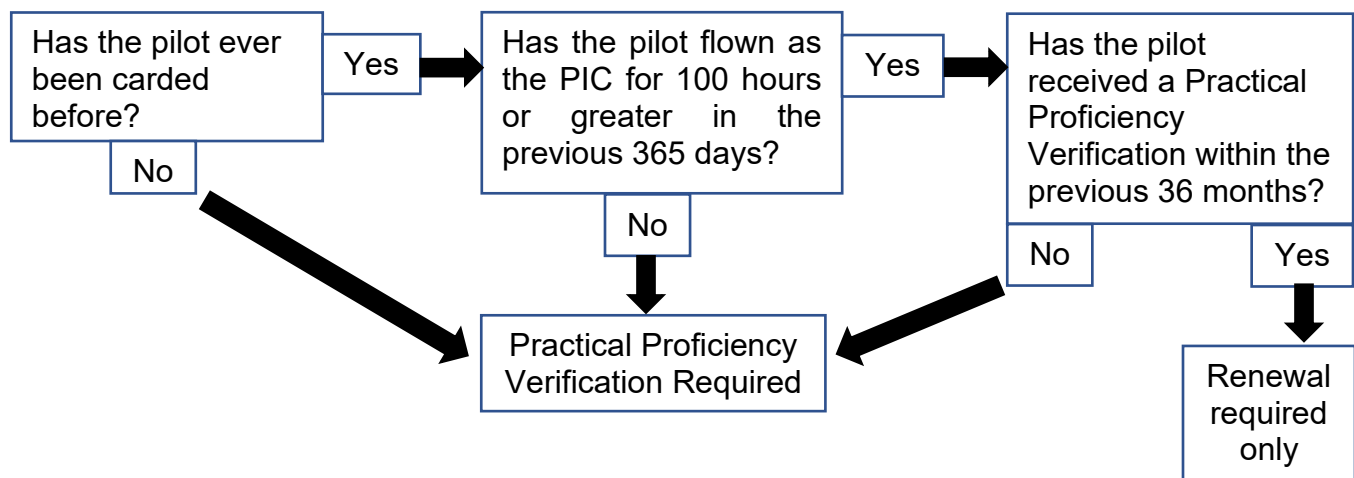 Has the pilot ever
been carded
before?
Yes
No
Has the pilot flown as
the PIC for 100 hours
or greater in the
previous 365 days?
Yes
No
Has the pilot
received a Practical
Proficiency
Verification within the
previous 36 months?
No
Yes
Practical Proficiency
Verification Required
Renewal
required
only